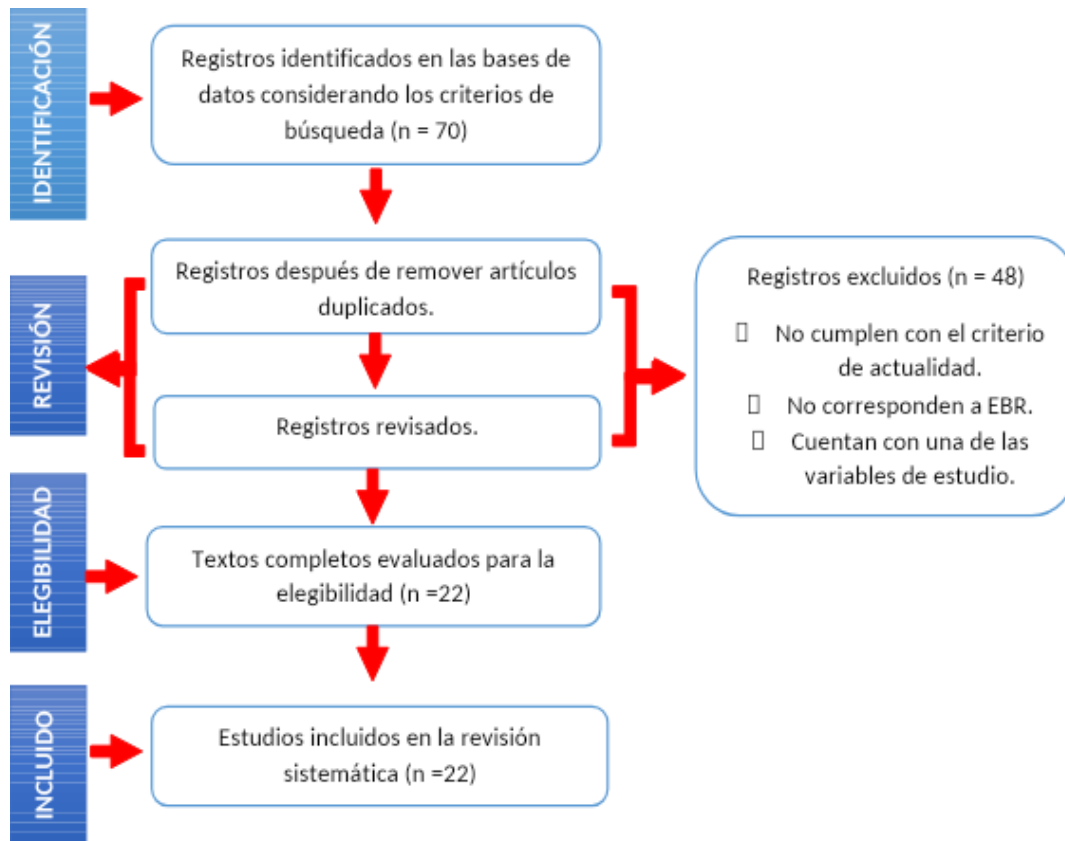 IDENTIFICACIÓN
Registros identificados en las bases de
datos considerando los criterios de
búsqueda (n = 70)
REVISIÓN
Registros después de remover artículos
duplicados.
Registros revisados.
Registros excluidos (n = 48)
No cumplen con el criterio
de actualidad.
No corresponden a EBR.
Cuentan con una de las
variables de estudio.
ELEGIBILIDAD
Textos completos evaluados para la
elegibilidad (n =22)
INCLUIDO
Estudios incluidos en la revisión
sistemática (n =22)